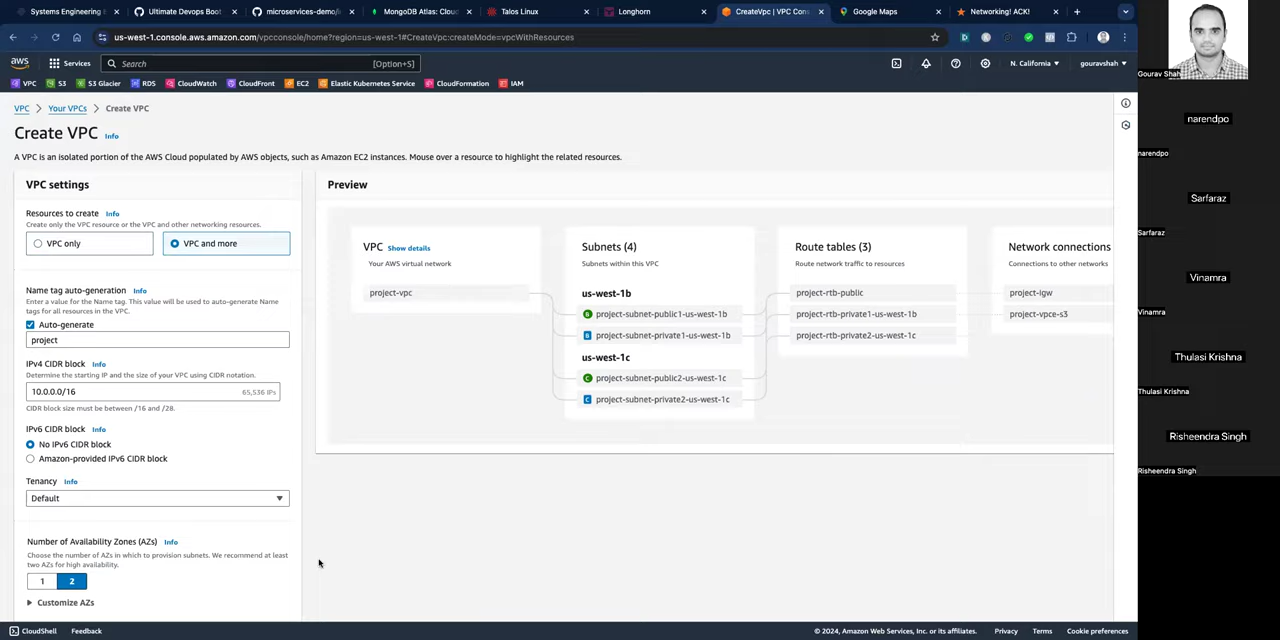 Systems Engineering
Ultimate Devops Boot
microservices-demo/
MongoDB Atlas: Clou
Talos Linux
Longhorn
CreateVpc | VPC Con
Google Maps
Networking! ACK!
us-west-1.console.aws.amazon.com/vpcconsole/home?region=us-west-1#CreateVpc:createMode=vpcWithResources
aws
Services
Search
[Option+S]
N. California
gouravshah
VPC
S3
S3 Glacier
RDS
CloudWatch
CloudFront
EC2
Elastic Kubernetes Service
CloudFormation
IAM
VPC > Your VPCs > Create VPC
Create VPC Info
A VPC is an isolated portion of the AWS Cloud populated by AWS objects, such as Amazon EC2 instances. Mouse over a resource to highlight the related resources.
VPC settings
Resources to create Info
Create only the VPC resource or the VPC and other networking resources.
VPC only
VPC and more
Name tag auto-generation Info
Enter a value for the Name tag. This value will be used to auto-generate Name
tags for all resources in the VPC.
Auto-generate
project
IPv4 CIDR block Info
Determine the starting IP and the size of your VPC using CIDR notation.
10.0.0.0/16
65,536 IPs
CIDR block size must be between /16 and /28.
IPv6 CIDR block Info
No IPv6 CIDR block
Amazon-provided IPv6 CIDR block
Tenancy Info
Default
Number of Availability Zones (AZs) Info
Choose the number of AZs in which to provision subnets. We recommend at least
two AZs for high availability.
1
2
Customize AZs
Preview
VPC Show details
Your AWS virtual network
project-vpc
Subnets (4)
Subnets within this VPC
us-west-1b
B project-subnet-public1-us-west-1b
B project-subnet-private1-us-west-1b
us-west-1c
C project-subnet-public2-us-west-1c
C project-subnet-private2-us-west-1c
Route tables (3)
Route network traffic to resources
project-rtb-public
project-rtb-private1-us-west-1b
project-rtb-private2-us-west-1c
Network connections
Connections to other networks
project-igw
project-vpce-s3
CloudShell
Feedback
© 2024, Amazon Web Services, Inc. or its affiliates.
Privacy
Terms
Cookie preferences
Gourav Shah
narendpo
narendpo
Sarfaraz
Sarfaraz
Vinamra
Vinamra
Thulasi Krishna
Thulasi Krishna
Risheendra Singh
Risheendra Singh